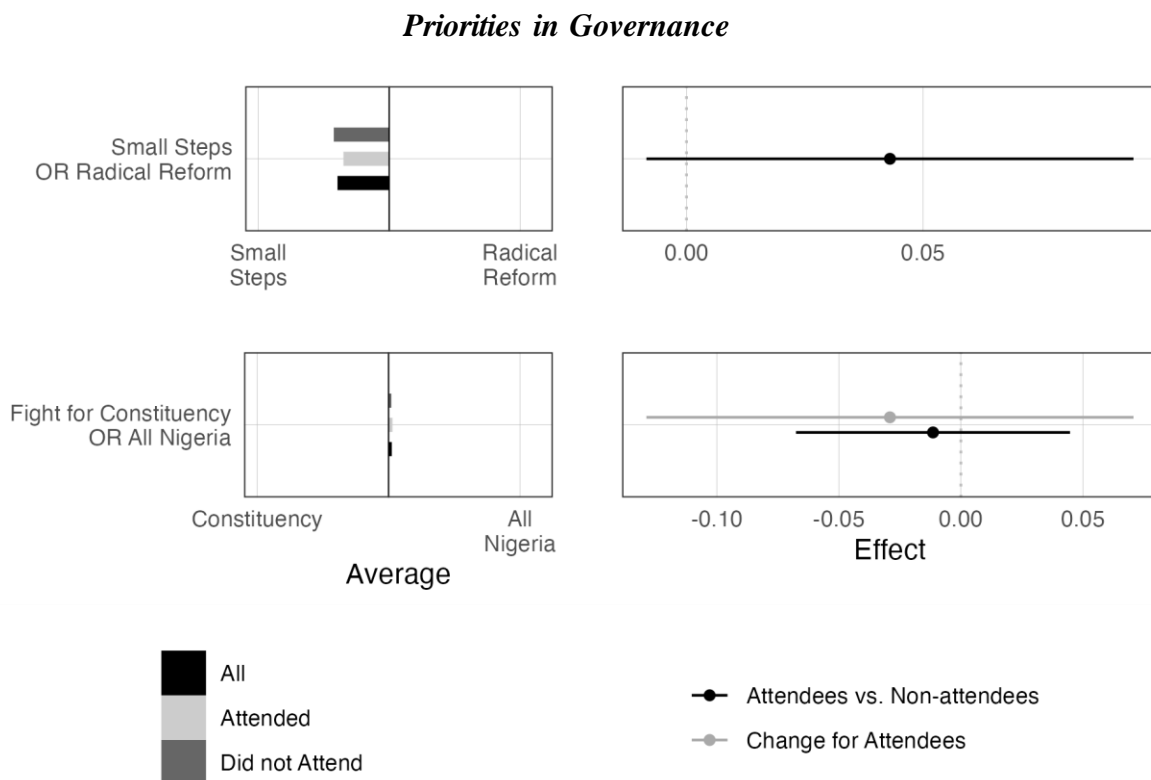 Priorities in Governance
Small Steps
OR Radical Reform
Small
Steps
Radical
Reform
0.00
0.05
Fight for Constituency
OR All Nigeria
Constituency
All
Nigeria
Average
-0.10
-0.05
0.00
0.05
Effect
All
Attended
Did not Attend
Attendees vs. Non-attendees
Change for Attendees